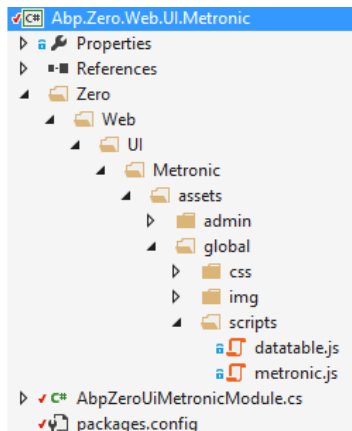 C# Abp.Zero.Web.UI.Metronic
Properties
References
Zero
Web
UI
Metronic
assets
admin
global
css
img
scripts
datatable.js
metronic.js
C# AbpZeroUiMetronicModule.cs
packages.config